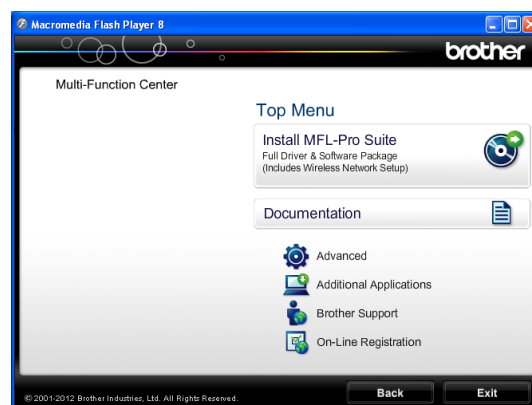 Macromedia Flash Player 8
brother
Multi-Function Center
Top Menu
Install MFL-Pro Suite
Full Driver & Software Package
(Includes Wireless Network Setup)
Documentation
Advanced
Additional Applications
Brother Support
On-Line Registration
© 2001-2012 Brother Industries, Ltd. All Rights Reserved.
Back
Exit